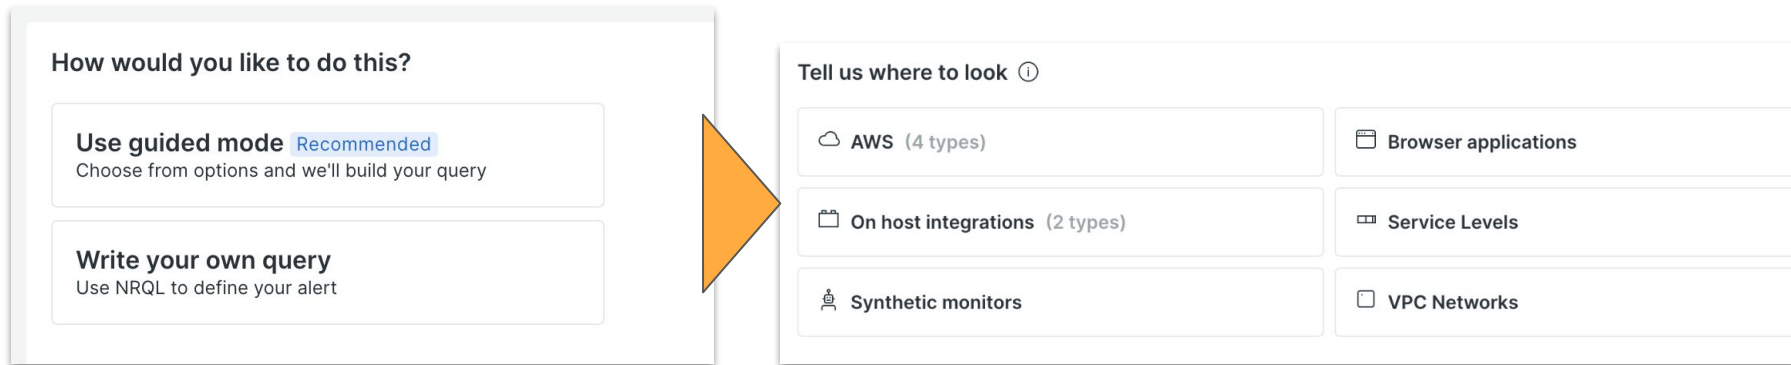 How would you like to do this?
Use guided mode Recommended
Choose from options and we'll build your query
Write your own query
Use NRQL to define your alert
Tell us where to look
AWS (4 types)
Browser applications
On host integrations (2 types)
Service Levels
Synthetic monitors
VPC Networks